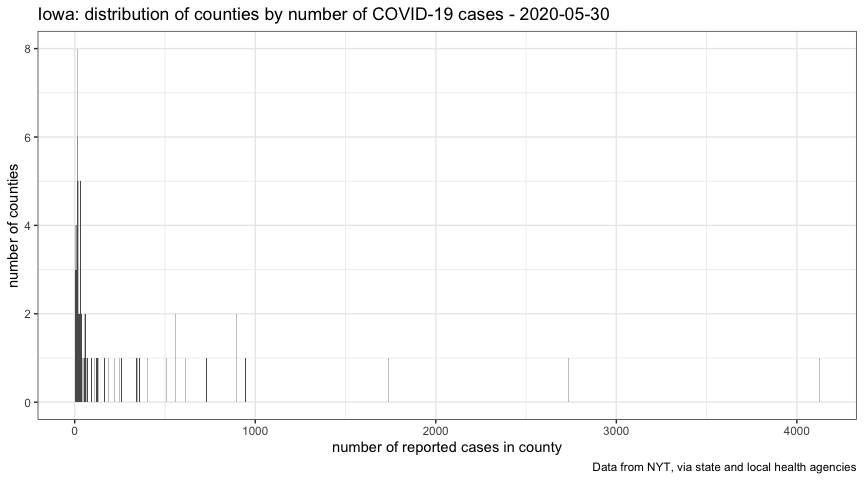 Iowa: distribution of counties by number of COVID-19 cases - 2020-05-30
number of counties
8
6
4
2
0
0 1000 2000 3000 4000
number of reported cases in county
Data from NYT, via state and local health agencies